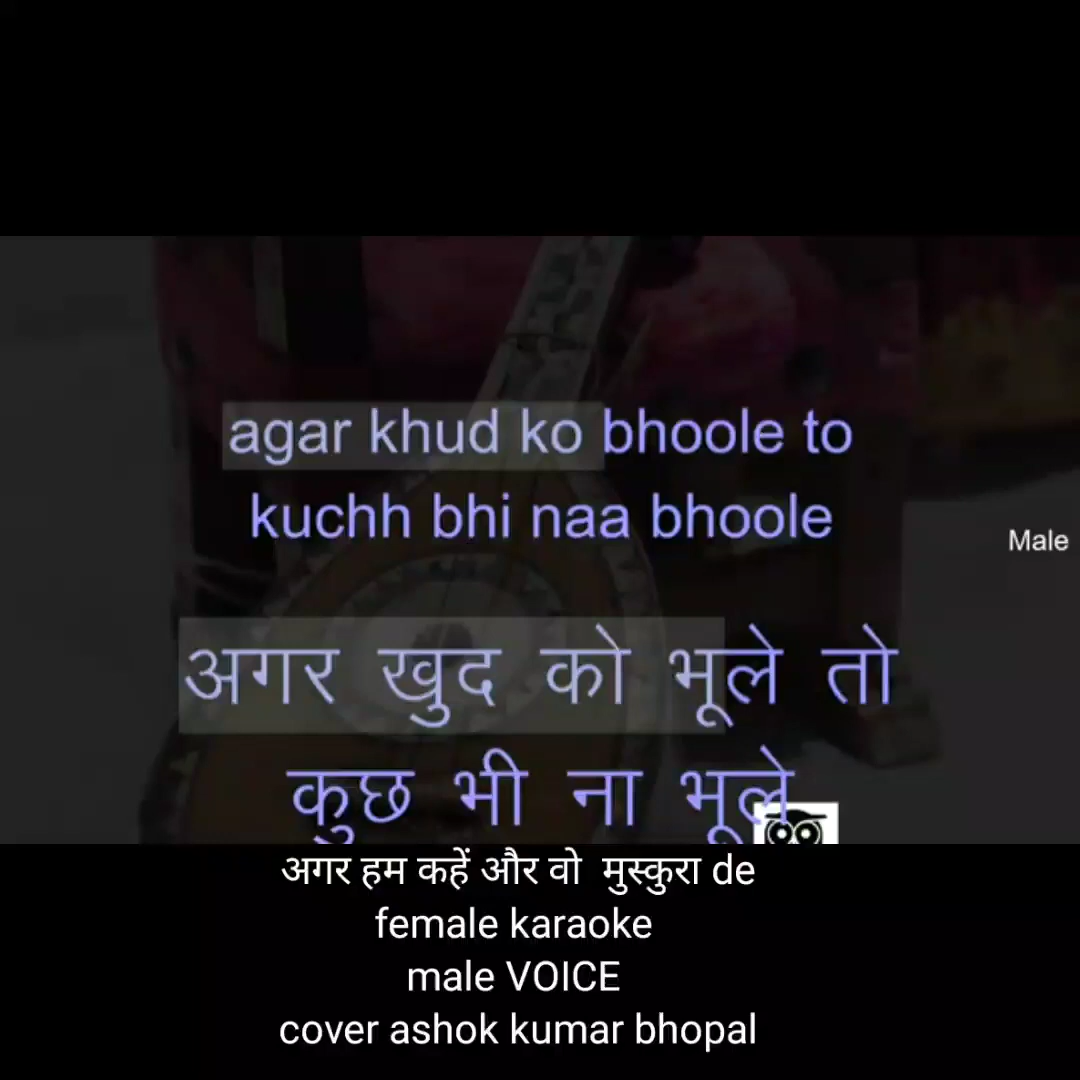 agar khud ko bhoole to
kuchh bhi naa bhoole
Male
अगर खुद को भूले तो
कुछ भी ना भूले
अगर हम कहें और वो मुस्कुरा de
female karaoke
male VOICE
cover ashok kumar bhopal